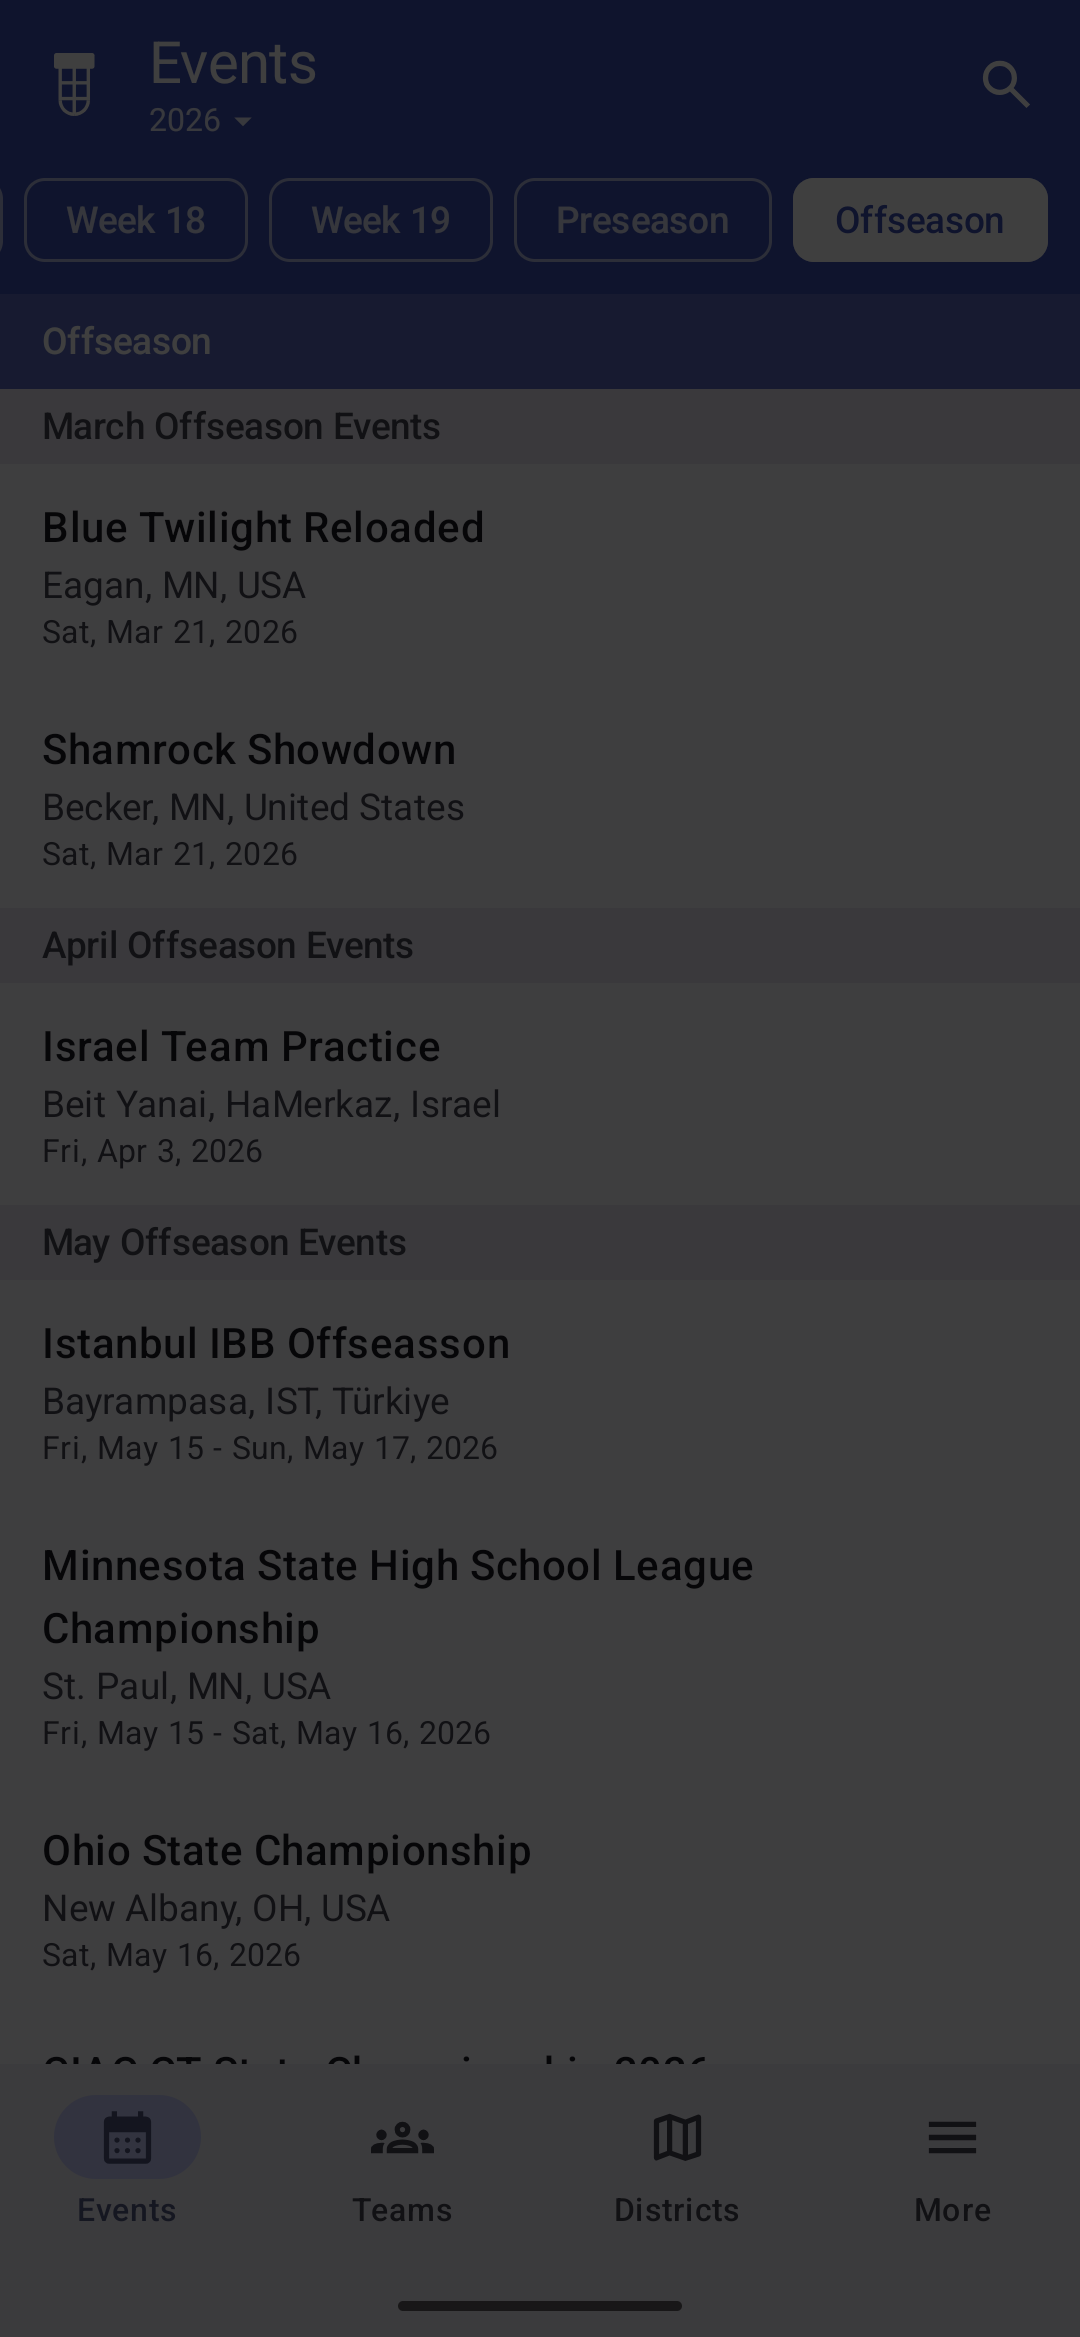 Events
2026
Week 18
Week 19
Preseason
Offseason
Offseason
March Offseason Events
Blue Twilight Reloaded
Eagan, MN, USA
Sat, Mar 21, 2026
Shamrock Showdown
Becker, MN, United States
Sat, Mar 21, 2026
April Offseason Events
Israel Team Practice
Beit Yanai, HaMerkaz, Israel
Fri, Apr 3, 2026
May Offseason Events
Istanbul IBB Offseasson
Bayrampasa, IST, Türkiye
Fri, May 15 - Sun, May 17, 2026
Minnesota State High School League
Championship
St. Paul, MN, USA
Fri, May 15 - Sat, May 16, 2026
Ohio State Championship
New Albany, OH, USA
Sat, May 16, 2026
CT State Championship 2026
Events
Teams
Districts
More